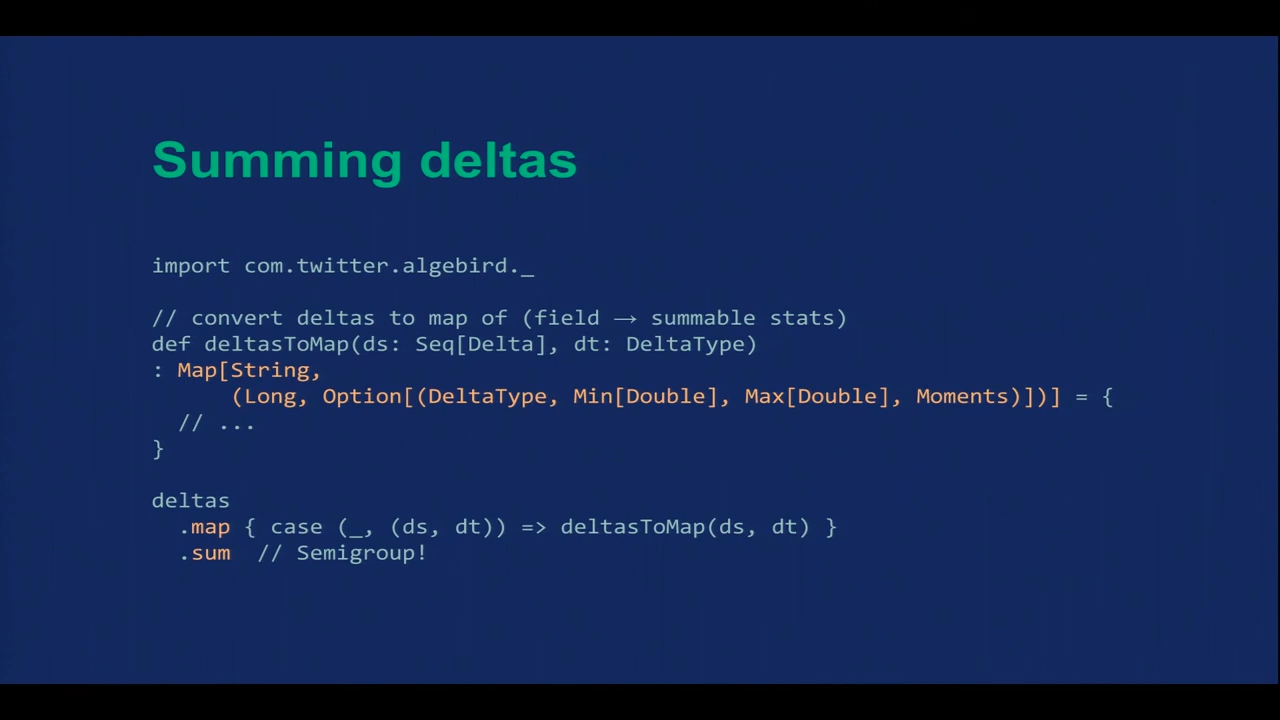 Summing deltas
import com.twitter.algebird._
// convert deltas to map of (field → summable stats)
def deltasToMap(ds: Seq[Delta], dt: DeltaType)
: Map[String,
(Long, Option[(DeltaType, Min[Double], Max[Double], Moments)])] = {
// ...
}
deltas
.map { case (_, (ds, dt)) => deltasToMap(ds, dt) }
.sum // Semigroup!